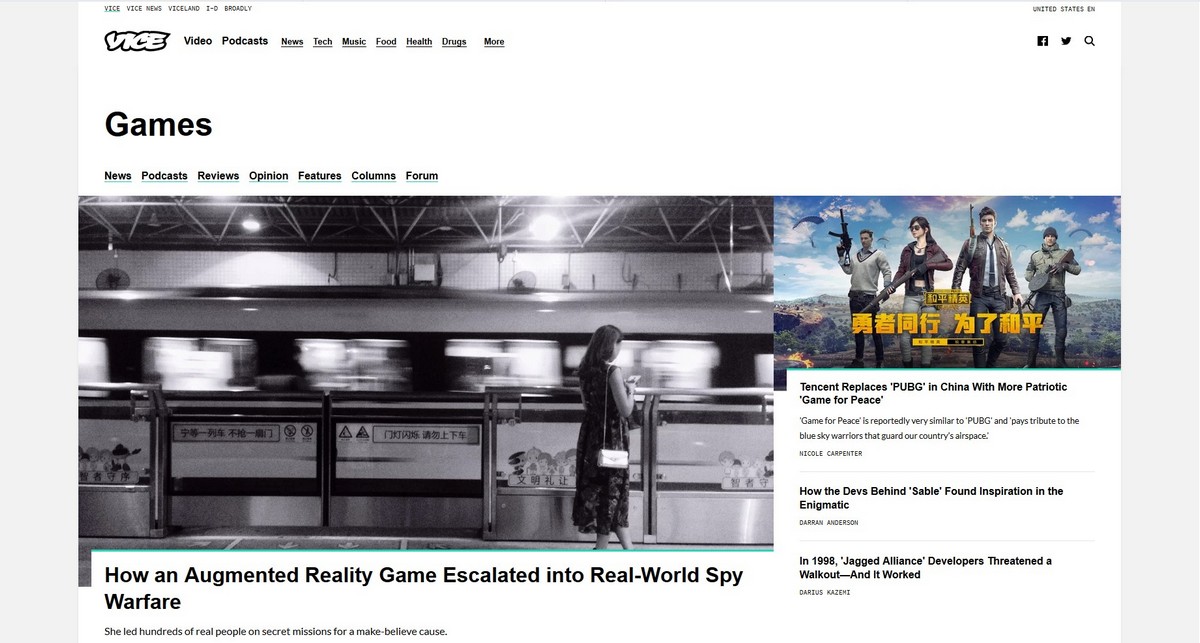 VICE VICE NEWS VICELAND I-D BROADLY
UNITED STATES EN
VICE Video Podcasts News Tech Music Food Health Drugs More
Games
News Podcasts Reviews Opinion Features Columns Forum
宁等一列车 不抢一扇门
门灯闪烁 请勿上下车
智者守序
文明礼让
智者守
How an Augmented Reality Game Escalated into Real-World Spy
Warfare
She led hundreds of real people on secret missions for a make-believe cause.
和平精英
勇者同行 为了和平
Tencent Replaces 'PUBG' in China With More Patriotic
'Game for Peace'
'Game for Peace' is reportedly very similar to 'PUBG' and 'pays tribute to the
blue sky warriors that guard our country's airspace.'
NICOLE CARPENTER
How the Devs Behind 'Sable' Found Inspiration in the
Enigmatic
DARRAN ANDERSON
In 1998, 'Jagged Alliance' Developers Threatened a
Walkout—And It Worked
DARIUS KAZEMI